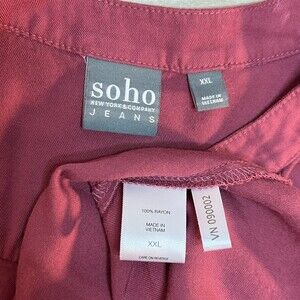 soho
NEW YORK & COMPANY
JEANS
XXL
MADE IN
VIETNAM
100% RAYON
MADE IN
VIETNAM
XXL
CARE ON REVERSE
VN 090002